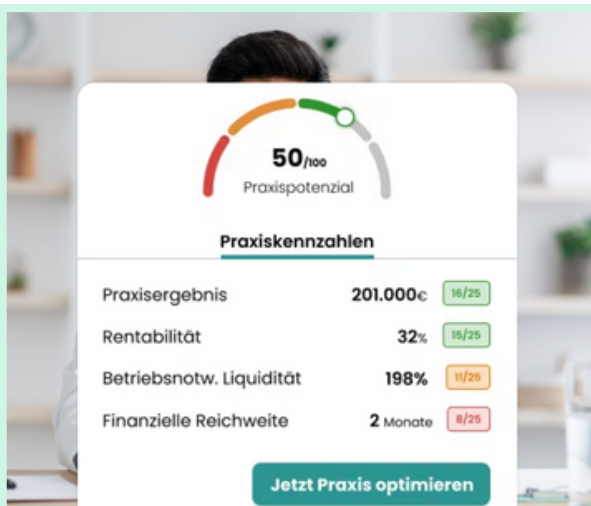 50/100
Praxispotenzial
Praxiskennzahlen
Praxisergebnis 201.000€ 16/25
Rentabilität 32% 15/25
Betriebsnotw. Liquidität 198% 11/25
Finanzielle Reichweite 2 Monate 8/25
Jetzt Praxis optimieren